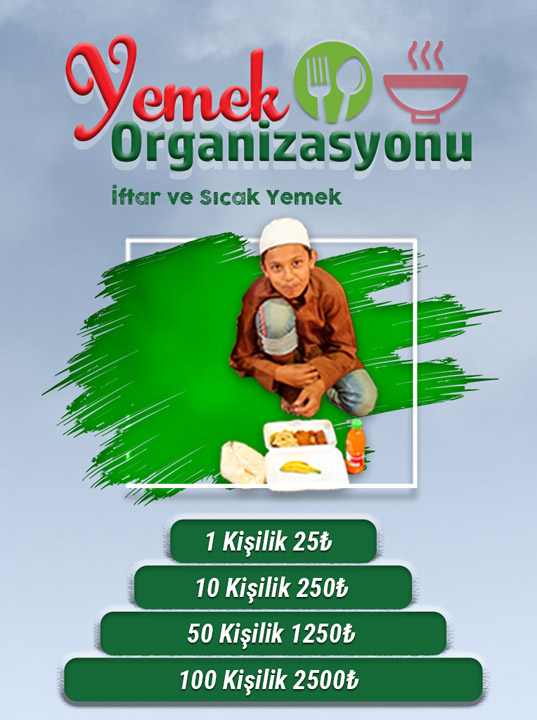 Yemek
Organizasyonu
İftar ve Sıcak Yemek
1 Kişilik 25₺
10 Kişilik 250₺
50 Kişilik 1250₺
100 Kişilik 2500₺